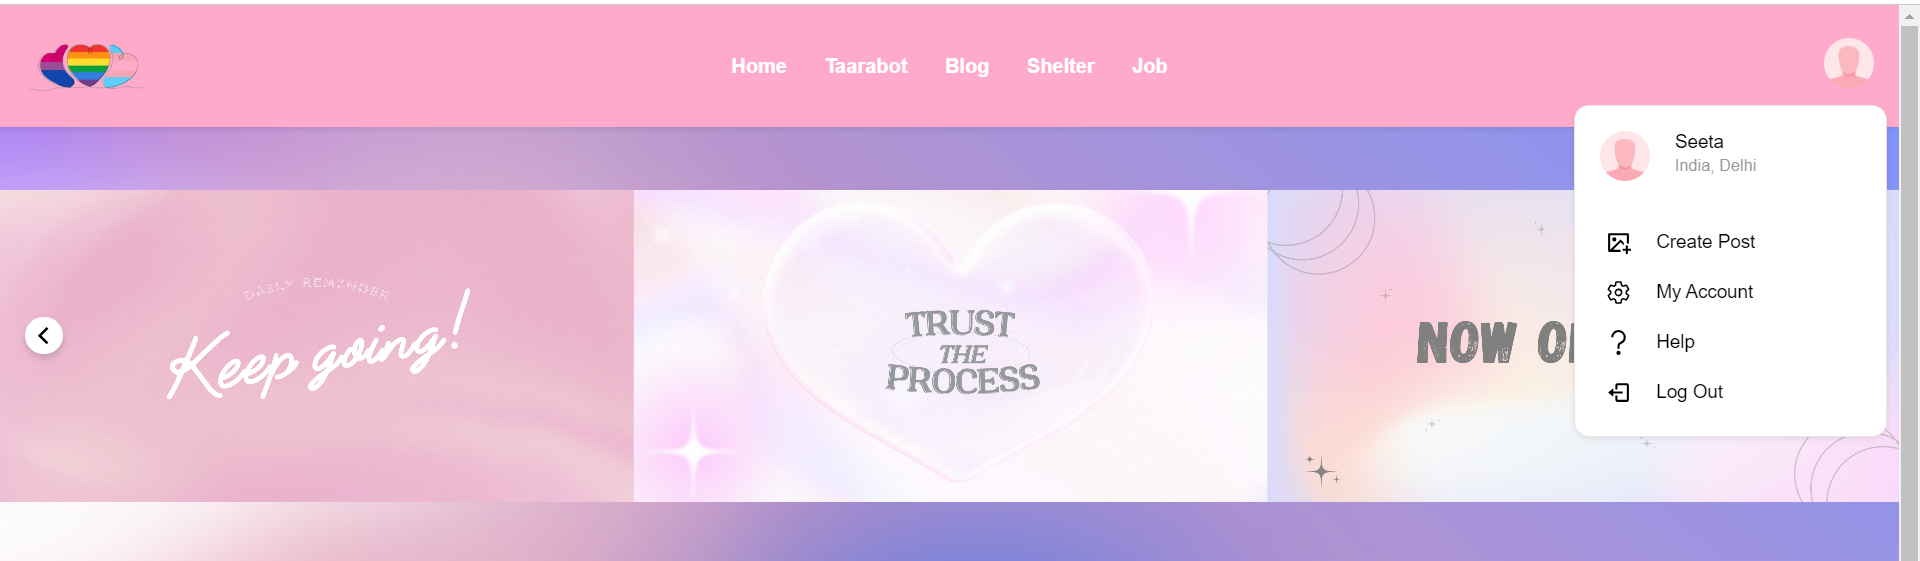 Home Taarabot Blog Shelter Job
Seeta
India, Delhi
Create Post
My Account
Help
Log Out
DAILY REMINDER
Keep going!
TRUST
THE
PROCESS
NOW